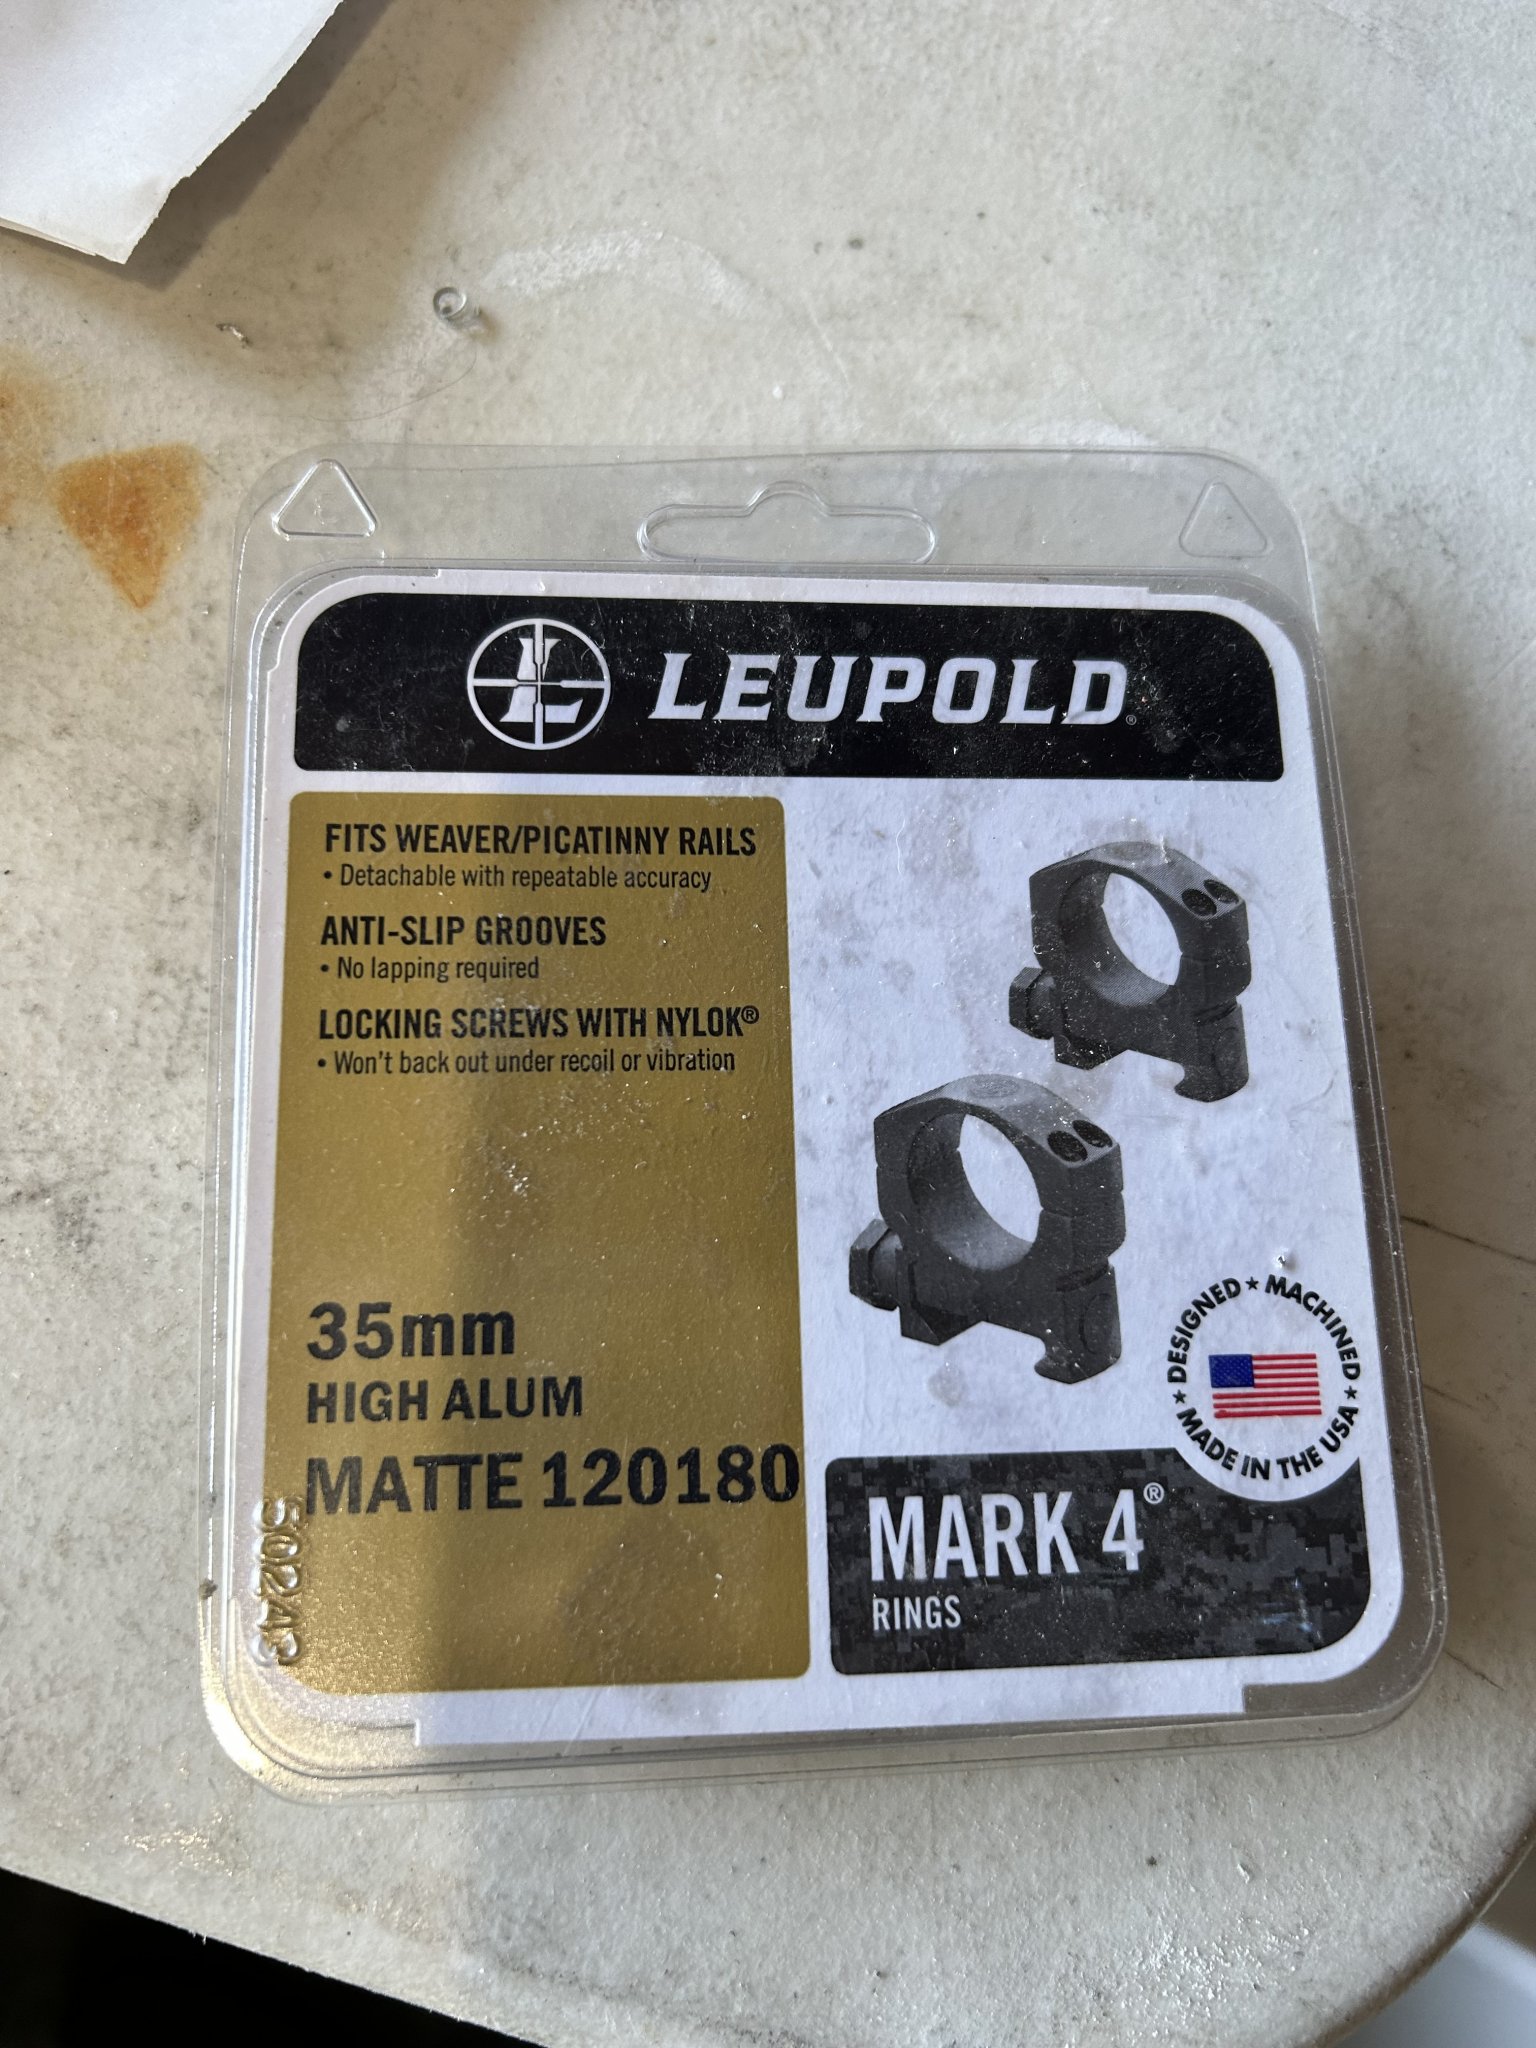 LEUPOLD®
FITS WEAVER/PICATINNY RAILS
• Detachable with repeatable accuracy
ANTI-SLIP GROOVES
• No lapping required
LOCKING SCREWS WITH NYLOK®
• Won't back out under recoil or vibration
35mm
HIGH ALUM
MATTE 120180
DESIGNED ★ MACHINED ★ MADE IN THE USA ★
MARK 4®
RINGS